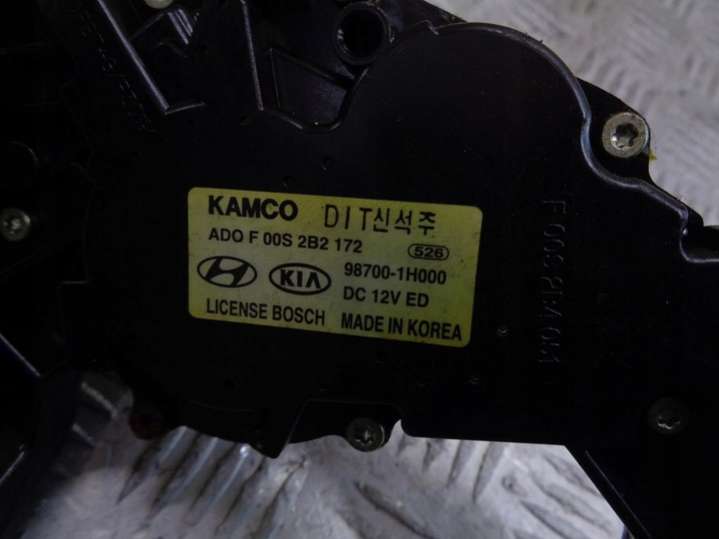 KAMCO DIT신석주
ADO F 00S 2B2 172 526
KIA 98700-1H000
DC 12V ED
LICENSE BOSCH MADE IN KOREA